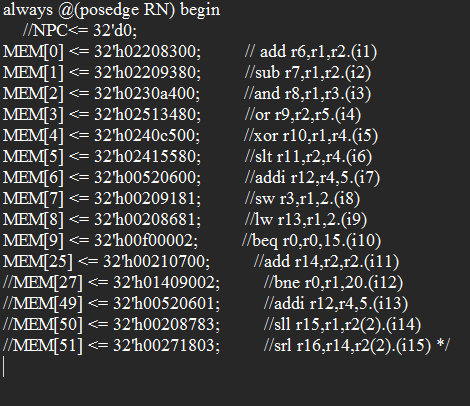 always @(posedge RN) begin
//NPC<= 32'd0;
MEM[0] <= 32'h02208300; // add r6,r1,r2.(i1)
MEM[1] <= 32'h02209380; //sub r7,r1,r2.(i2)
MEM[2] <= 32'h0230a400; //and r8,r1,r3.(i3)
MEM[3] <= 32'h02513480; //or r9,r2,r5.(i4)
MEM[4] <= 32'h0240c500; //xor r10,r1,r4.(i5)
MEM[5] <= 32'h02415580; //slt r11,r2,r4.(i6)
MEM[6] <= 32'h00520600; //addi r12,r4,5.(i7)
MEM[7] <= 32'h00209181; //sw r3,r1,2.(i8)
MEM[8] <= 32'h00208681; //lw r13,r1,2.(i9)
MEM[9] <= 32'h00f00002; //beq r0,r0,15.(i10)
MEM[25] <= 32'h00210700; //add r14,r2,r2.(i11)
//MEM[27] <= 32'h01409002; //bne r0,r1,20.(i12)
//MEM[49] <= 32'h00520601; //addi r12,r4,5.(i13)
//MEM[50] <= 32'h00208783; //sll r15,r1,r2(2).(i14)
//MEM[51] <= 32'h00271803; //srl r16,r14,r2(2).(i15) */